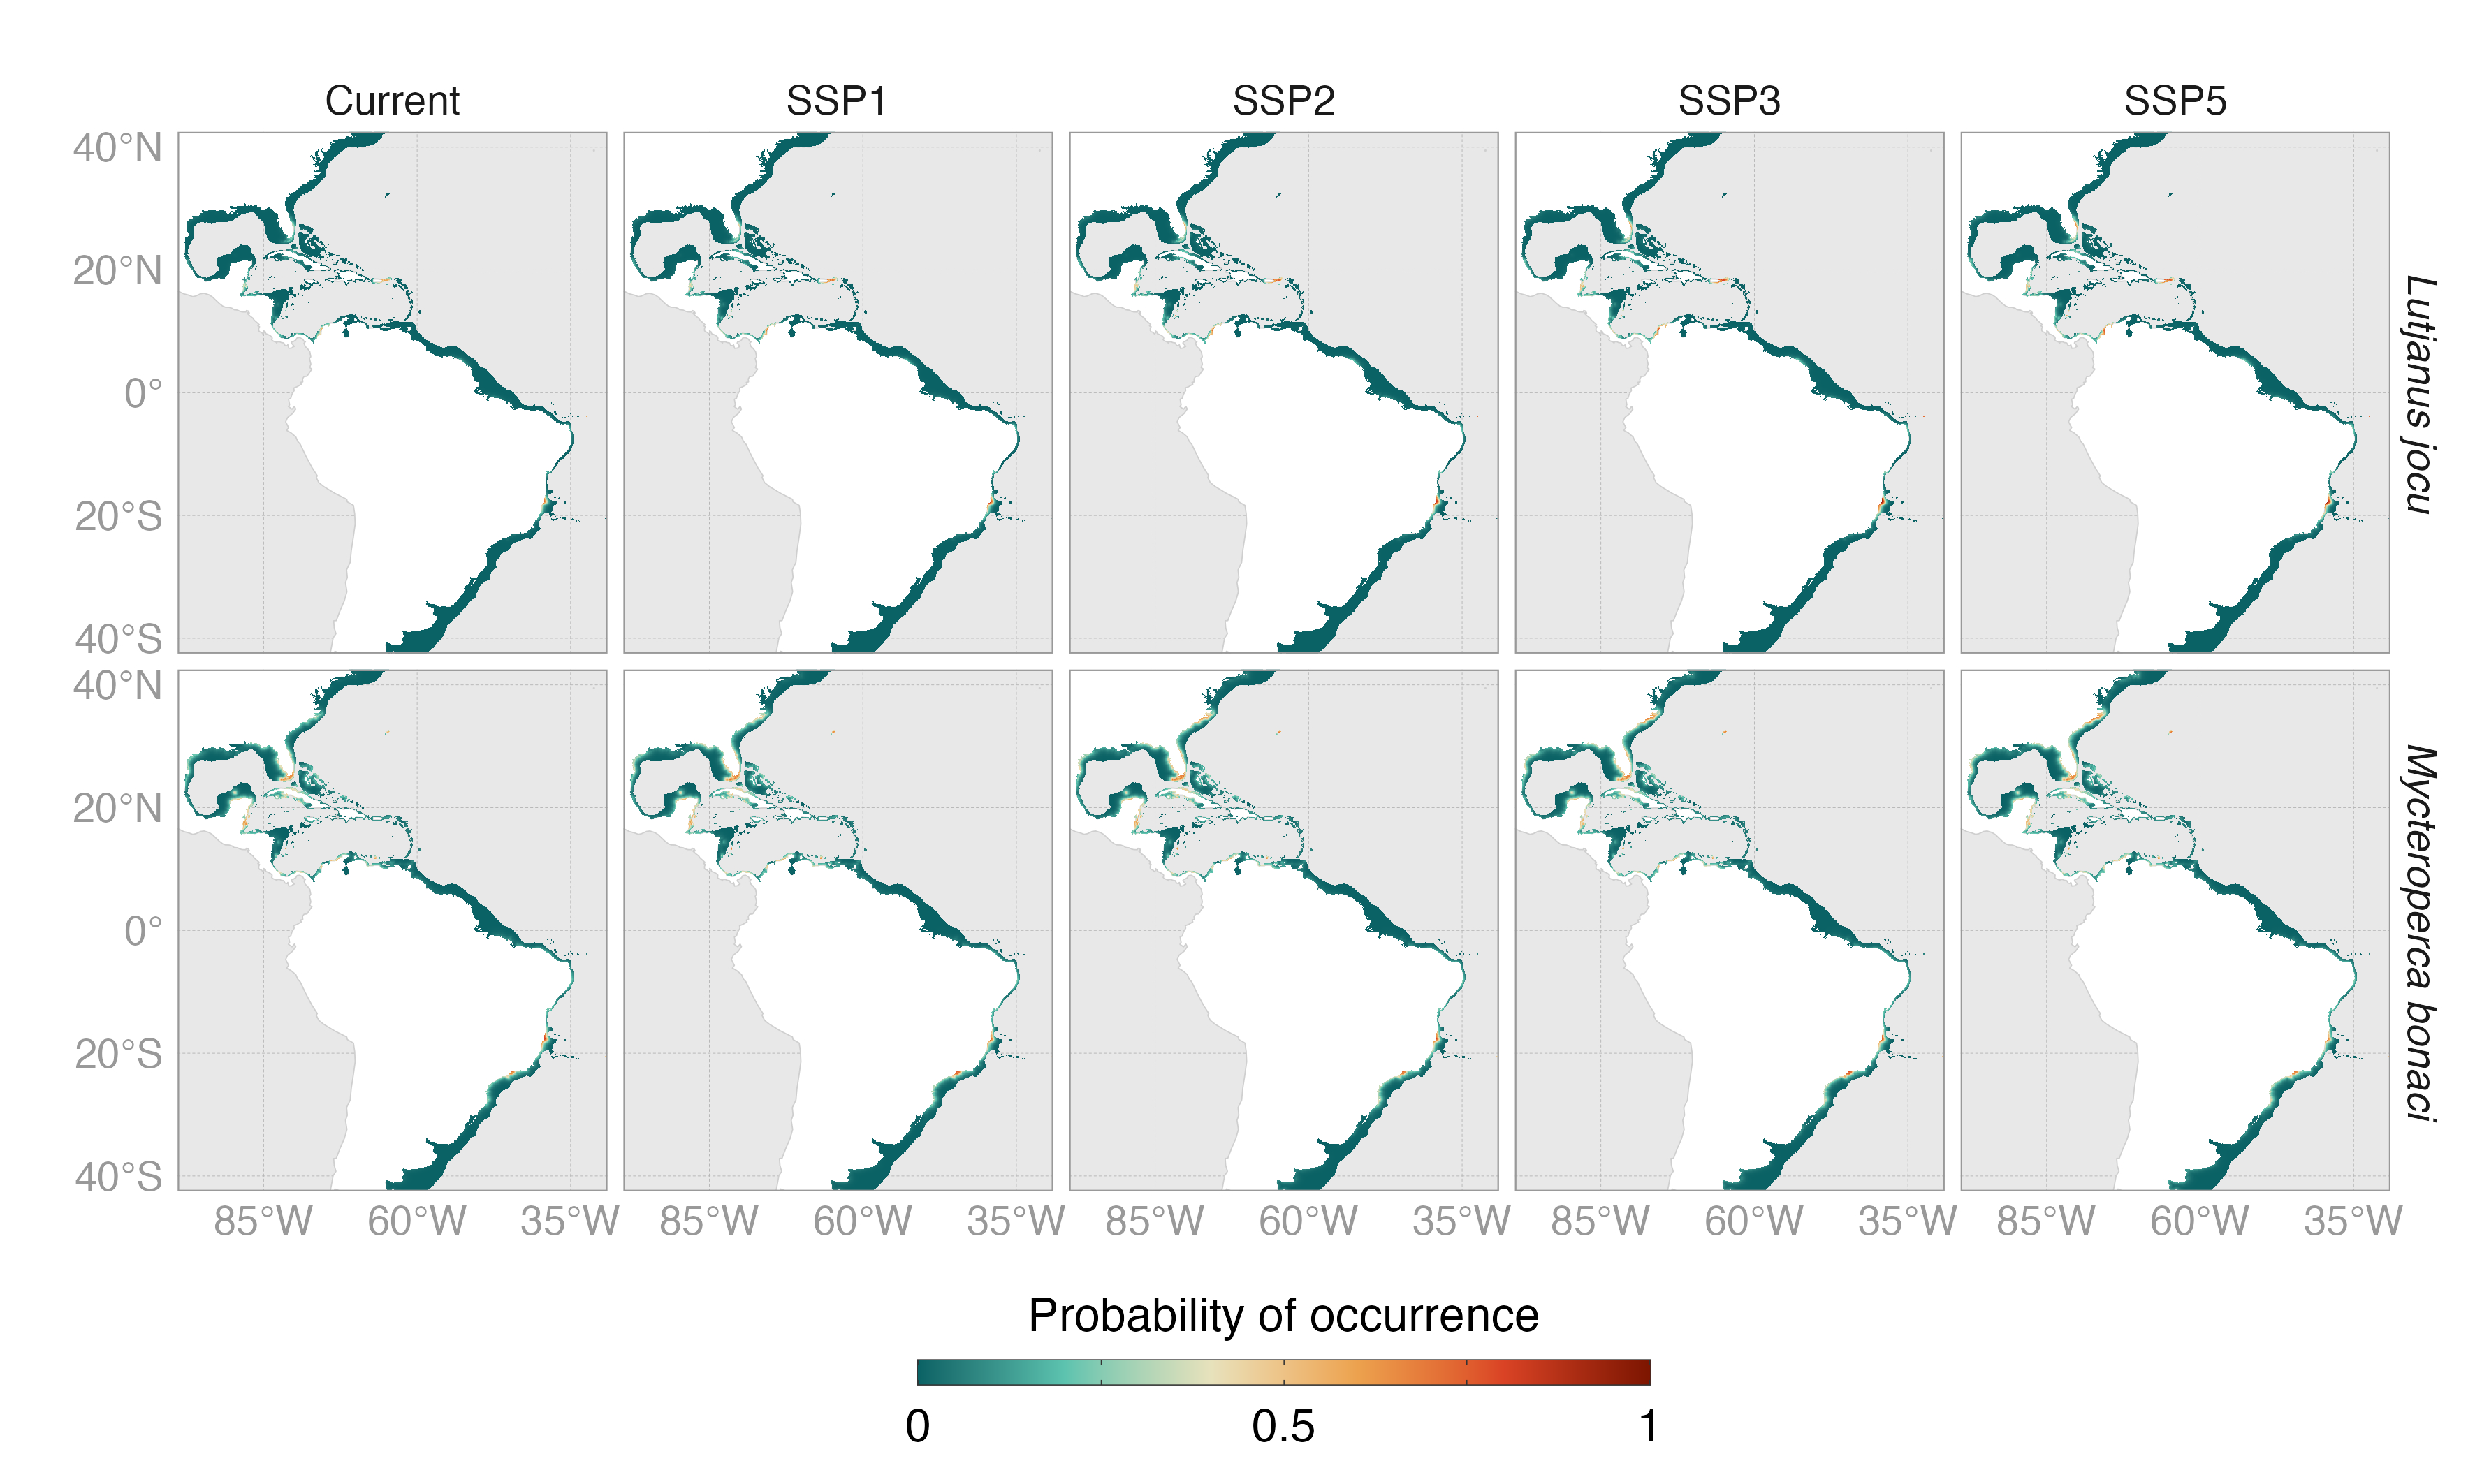 Current SSP1 SSP2 SSP3 SSP5
40°N
20°N
0°
20°S
40°S
Lutjanus jocu
40°N
20°N
0°
20°S
40°S
Mycteroperca bonaci
85°W 60°W 35°W 85°W 60°W 35°W 85°W 60°W 35°W 85°W 60°W 35°W 85°W 60°W 35°W
Probability of occurrence
0 0.5 1